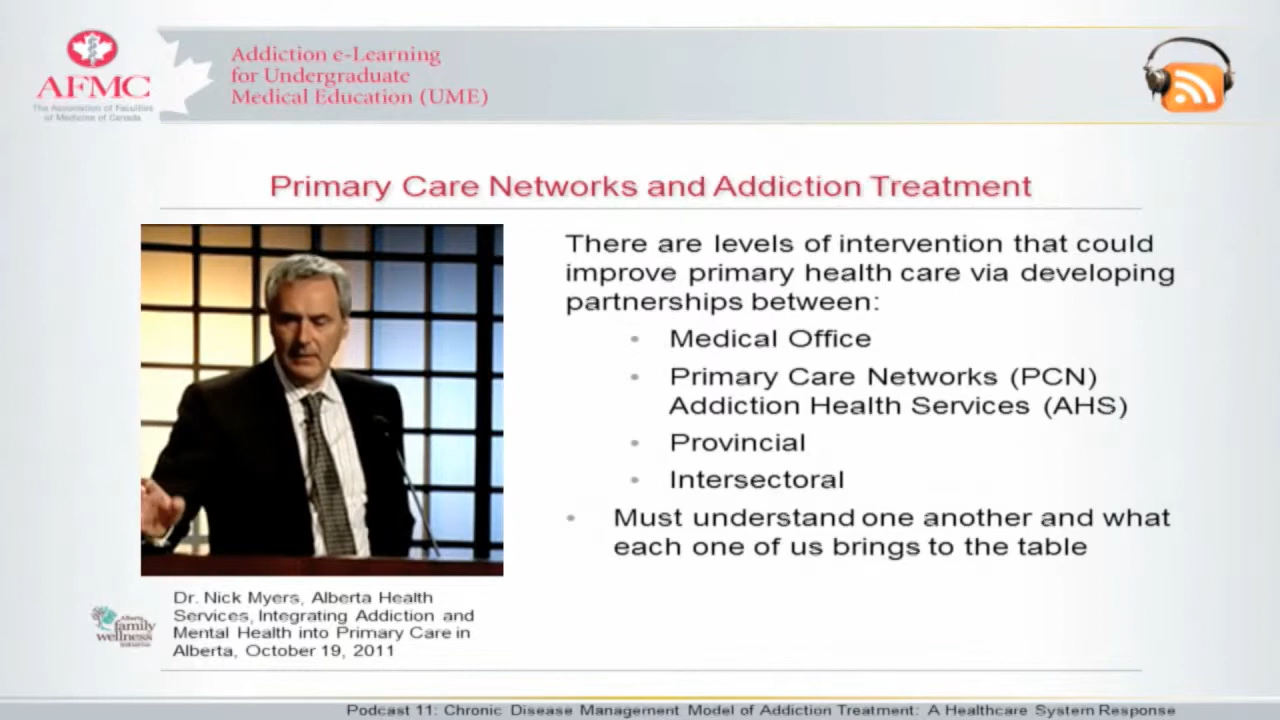 AFMC
The Association of Faculties
of Medicine of Canada
Addiction e-Learning
for Undergraduate
Medical Education (UME)
Primary Care Networks and Addiction Treatment
There are levels of intervention that could
improve primary health care via developing
partnerships between:
• Medical Office
• Primary Care Networks (PCN)
Addiction Health Services (AHS)
• Provincial
• Intersectoral
• Must understand one another and what
each one of us brings to the table
Alberta
family
wellness
initiative
Dr. Nick Myers, Alberta Health
Services, Integrating Addiction and
Mental Health into Primary Care in
Alberta, October 19, 2011
Podcast 11: Chronic Disease Management Model of Addiction Treatment: A Healthcare System Response